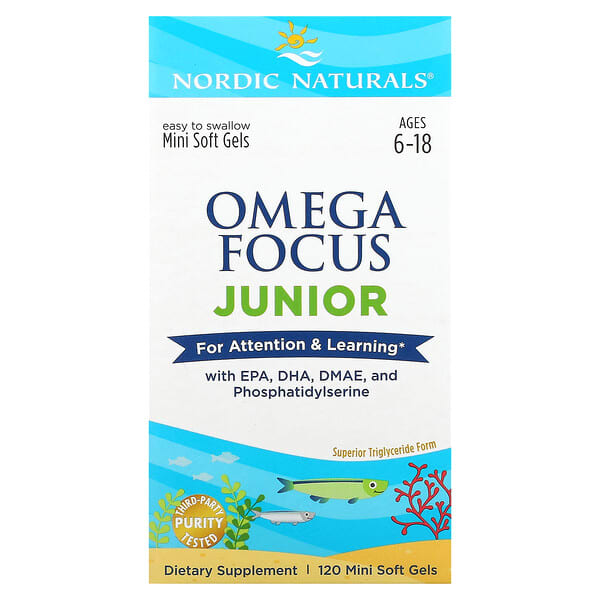 NORDIC NATURALS®
easy to swallow
Mini Soft Gels
AGES
6-18
OMEGA
FOCUS
JUNIOR
For Attention & Learning*
with EPA, DHA, DMAE, and
Phosphatidylserine
Superior Triglyceride Form
THIRD-PARTY
PURITY
TESTED
Dietary Supplement | 120 Mini Soft Gels